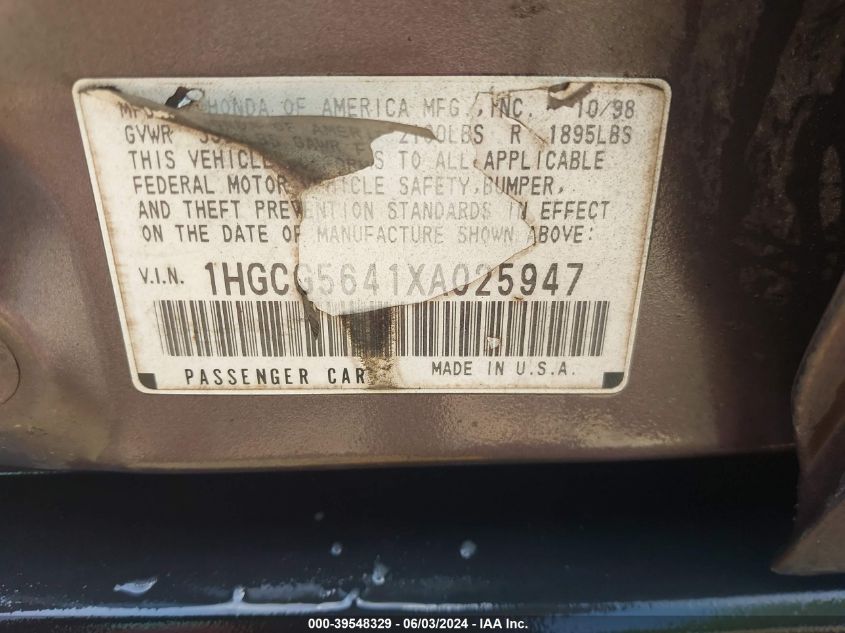 MFD HONDA OF AMERICA MFG., INC. 10/98
GVWR 2100LBS R 1895LBS
THIS VEHICLE TO ALL APPLICABLE
FEDERAL MOTOR VEHICLE SAFETY, BUMPER,
AND THEFT PREVENTION STANDARDS IN EFFECT
ON THE DATE OF MANUFACTURE SHOWN ABOVE:
V.I.N. 1HGCG5641XA025947
PASSENGER CAR MADE IN U.S.A.
000-39548329 - 06/03/2024 - IAA Inc.